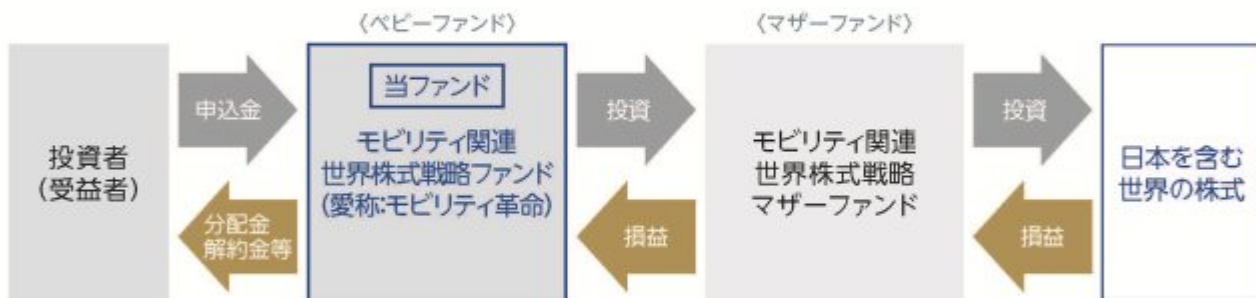 〈ベビーファンド〉
〈マザーファンド〉
投資者
(受益者)
申込金
分配金
解約金等
当ファンド
モビリティ関連
世界株式戦略ファンド
(愛称:モビリティ革命)
投資
損益
モビリティ関連
世界株式戦略
マザーファンド
投資
損益
日本を含む
世界の株式